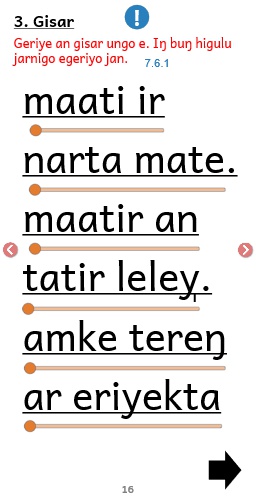 3. Gisar
!
Geriye an gisar ungo e. Iŋ buŋ higulu
jarnigo egeriyo jan.
7.6.1
maati ir
narta mate.
maatir an
tatir leley.
amke tereŋ
ar eriyekta
16